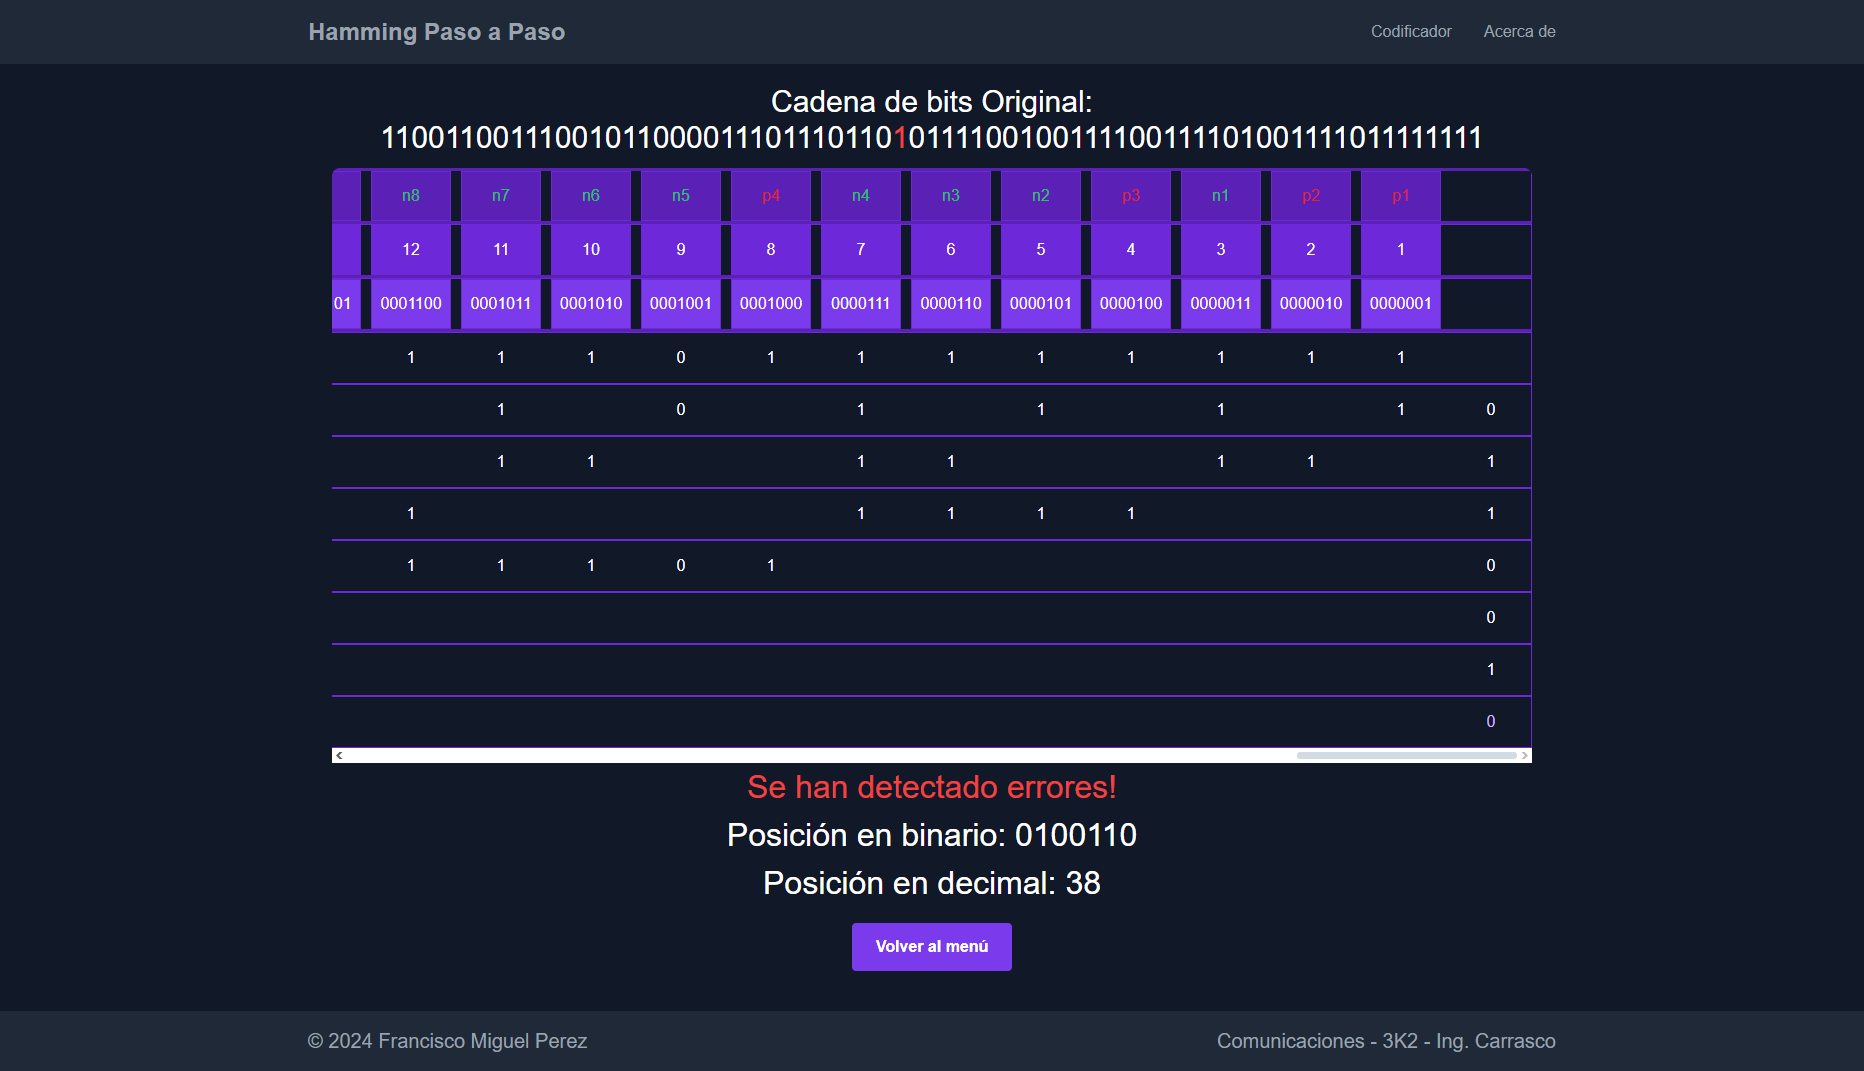 Hamming Paso a Paso
Codificador
Acerca de
Cadena de bits Original:
1100110011100101100001110111011010111100100111100111101001111011111111
n8 n7 n6 n5 p4 n4 n3 n2 p3 n1 p2 p1
12 11 10 9 8 7 6 5 4 3 2 1
01 0001100 0001011 0001010 0001001 0001000 0000111 0000110 0000101 0000100 0000011 0000010 0000001
1 1 1 0 1 1 1 1 1 1 1 1
1 0 1 1 1 1 0
1 1 1 1 1 1 1
1 1 1 1 1 1
1 1 1 0 1 0
0
1
0
Se han detectado errores!
Posición en binario: 0100110
Posición en decimal: 38
Volver al menú
© 2024 Francisco Miguel Perez
Comunicaciones - 3K2 - Ing. Carrasco